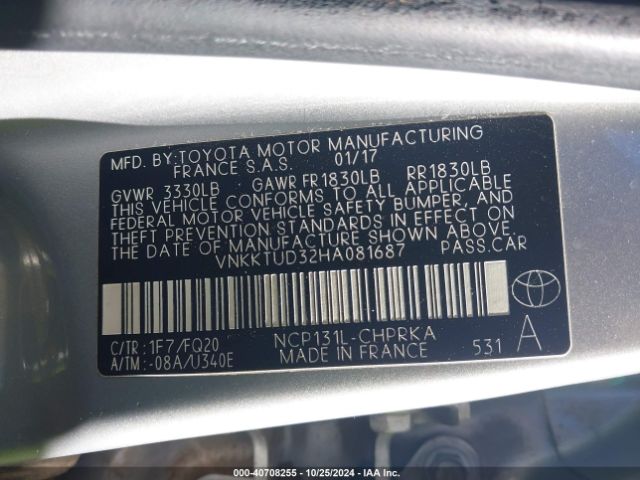 MFD. BY:TOYOTA MOTOR MANUFACTURING
FRANCE S.A.S. 01/17
GVWR 3330LB GAWR FR1830LB RR1830LB
THIS VEHICLE CONFORMS TO ALL APPLICABLE
FEDERAL MOTOR VEHICLE SAFETY BUMPER, AND
THEFT PREVENTION STANDARDS IN EFFECT ON
THE DATE OF MANUFACTURE SHOWN ABOVE.
VNKKTUD32HA081687 PASS.CAR
C/TR: 1F7/FQ20 NCP131L-CHPRKA A
A/TM: -08A/U340E MADE IN FRANCE 531
000-40708255 - 10/25/2024 - IAA Inc.